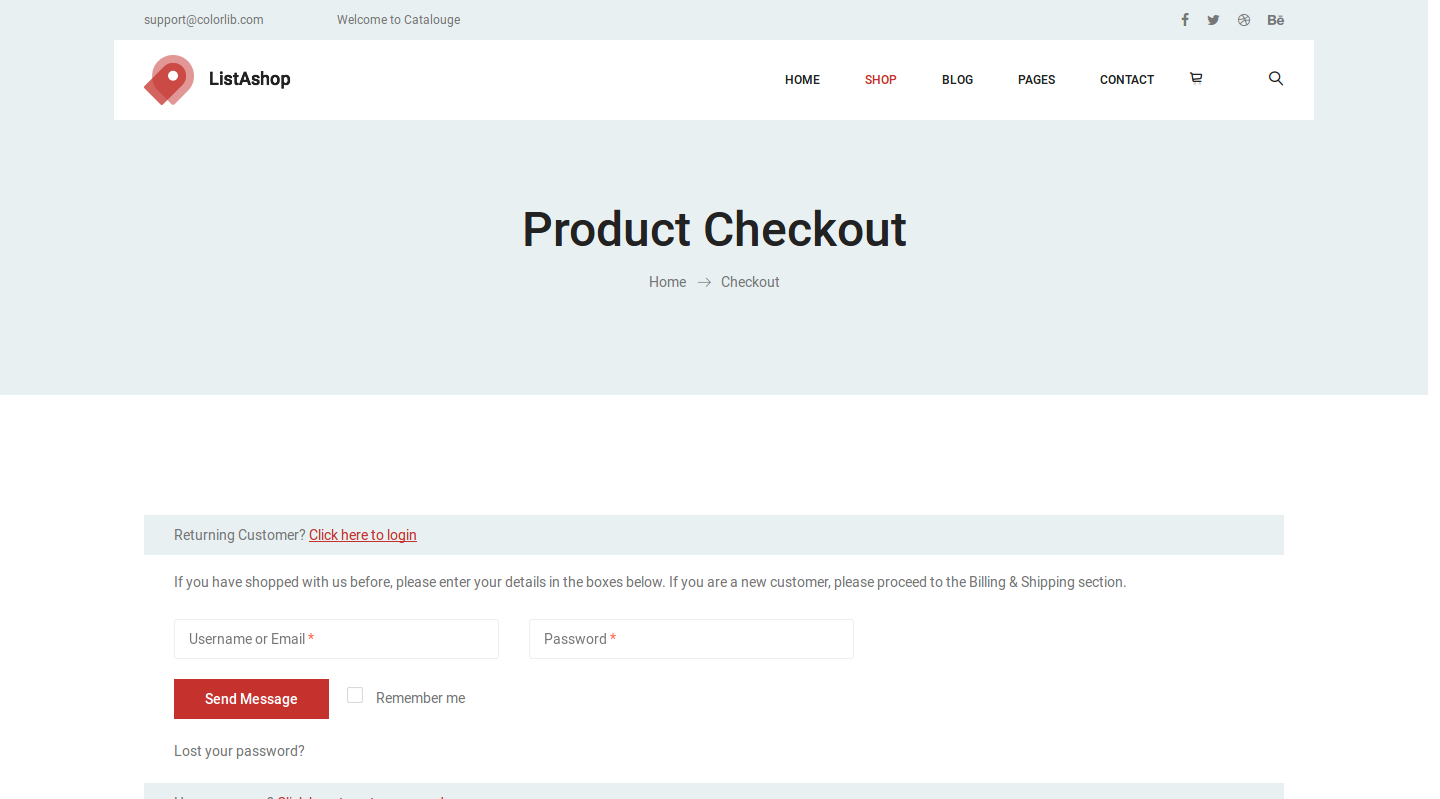 support@colorlib.com Welcome to Catalouge
Bē
ListAshop
HOME SHOP BLOG PAGES CONTACT
Product Checkout
Home Checkout
Returning Customer? Click here to login
If you have shopped with us before, please enter your details in the boxes below. If you are a new customer, please proceed to the Billing & Shipping section.
Username or Email * Password *
Send Message Remember me
Lost your password?